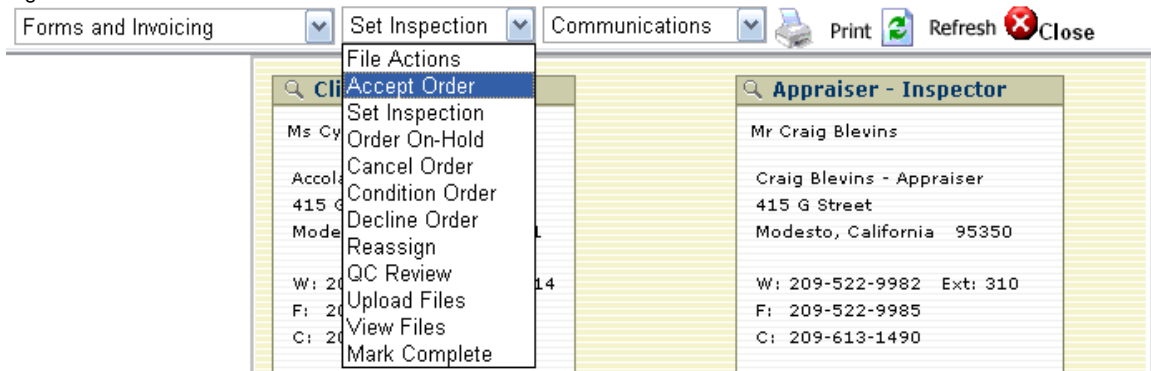 Forms and Invoicing Set Inspection Communications Print Refresh Close
File Actions
Accept Order
Set Inspection
Order On-Hold
Cancel Order
Condition Order
Decline Order
Reassign
QC Review
Upload Files
View Files
Mark Complete
Ms
415
14
Appraiser - Inspector
Mr Craig Blevins
Craig Blevins - Appraiser
415 G Street
Modesto, California 95350
W: 209-522-9982 Ext: 310
F: 209-522-9985
C: 209-613-1490